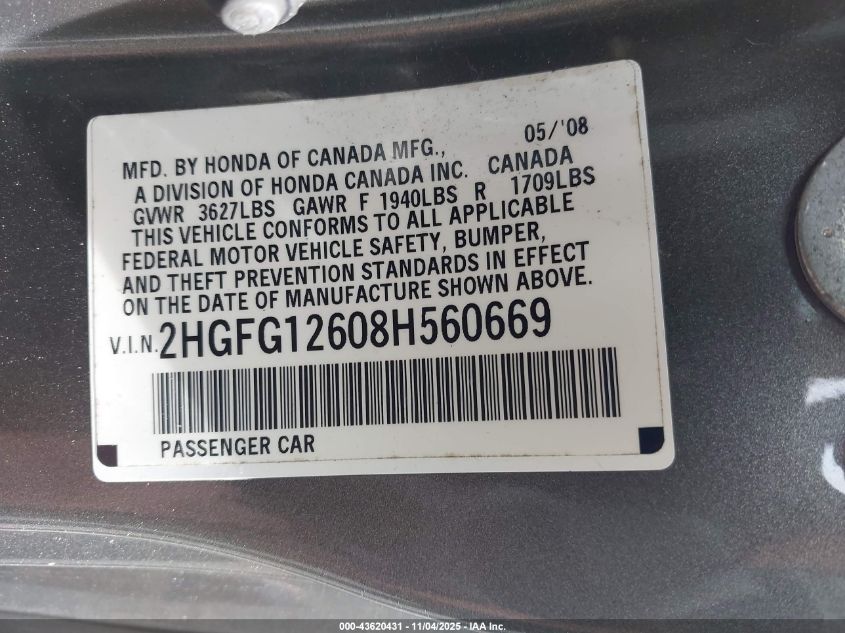 MFD. BY HONDA OF CANADA MFG., 05/'08
A DIVISION OF HONDA CANADA INC. CANADA
GVWR 3627LBS GAWR F 1940LBS R 1709LBS
THIS VEHICLE CONFORMS TO ALL APPLICABLE
FEDERAL MOTOR VEHICLE SAFETY, BUMPER,
AND THEFT PREVENTION STANDARDS IN EFFECT
ON THE DATE OF MANUFACTURE SHOWN ABOVE.
V.I.N. 2HGFG12608H560669
PASSENGER CAR
000-43620431 - 11/04/2025 - IAA Inc.